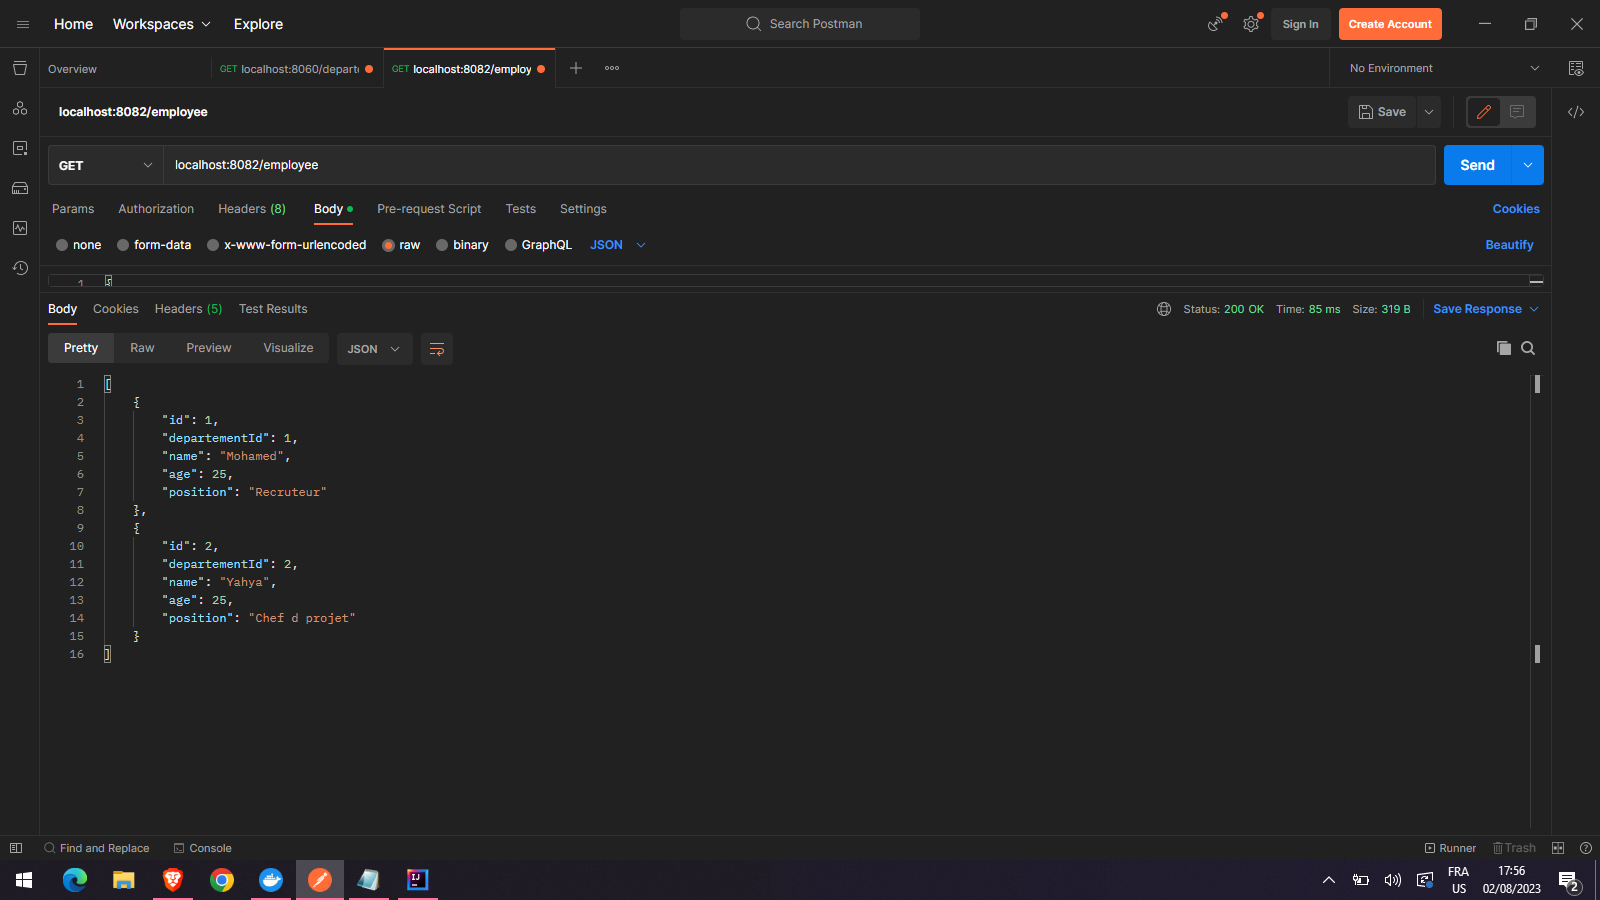 Home Workspaces Explore Search Postman Sign In Create Account
Overview GET localhost:8060/depart GET localhost:8082/employ No Environment
localhost:8082/employee Save
GET localhost:8082/employee Send
Params Authorization Headers (8) Body Pre-request Script Tests Settings Cookies
none form-data x-www-form-urlencoded raw binary GraphQL JSON Beautify
1 {
Body Cookies Headers (5) Test Results Status: 200 OK Time: 85 ms Size: 319 B Save Response
Pretty Raw Preview Visualize JSON
1 [
2 {
3 "id": 1,
4 "departementId": 1,
5 "name": "Mohamed",
6 "age": 25,
7 "position": "Recruteur"
8 },
9 {
10 "id": 2,
11 "departementId": 2,
12 "name": "Yahya",
13 "age": 25,
14 "position": "Chef d projet"
15 }
16 ]
Find and Replace Console Runner Trash
FRA 17:56
US 02/08/2023 2